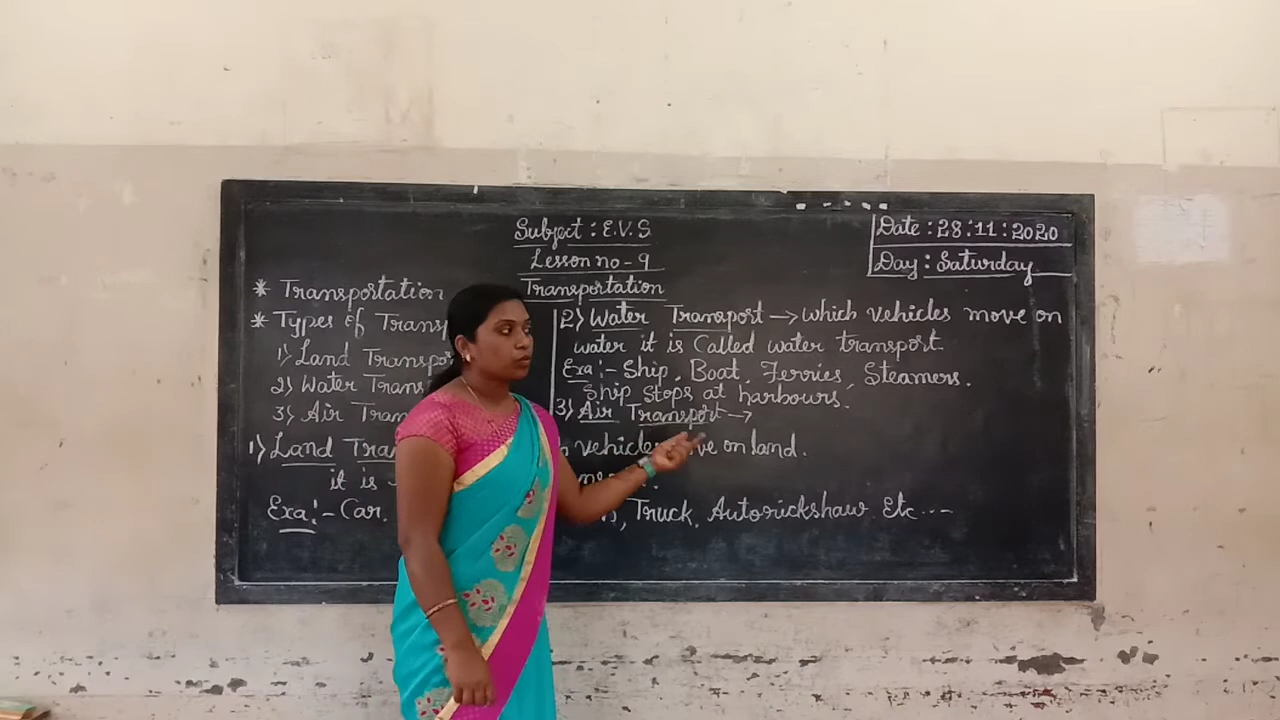 Subject : E.V.S
Lesson no - 9
Transportation
Date : 28 : 11 : 2020
Day : Saturday
* Transportation
* Types of Transp
1) Land Transpor
2) Water Trans
3) Air Tran
1) Land Tra
it is
Exa:- Car.
2) Water Transport → which vehicles move on
water it is Called water transport.
Exa:- Ship, Boat, Ferries, Steamers.
Ship stops at harbours.
3) Air Transport →
vehicle on land.
Truck, Autorickshaw Etc ---